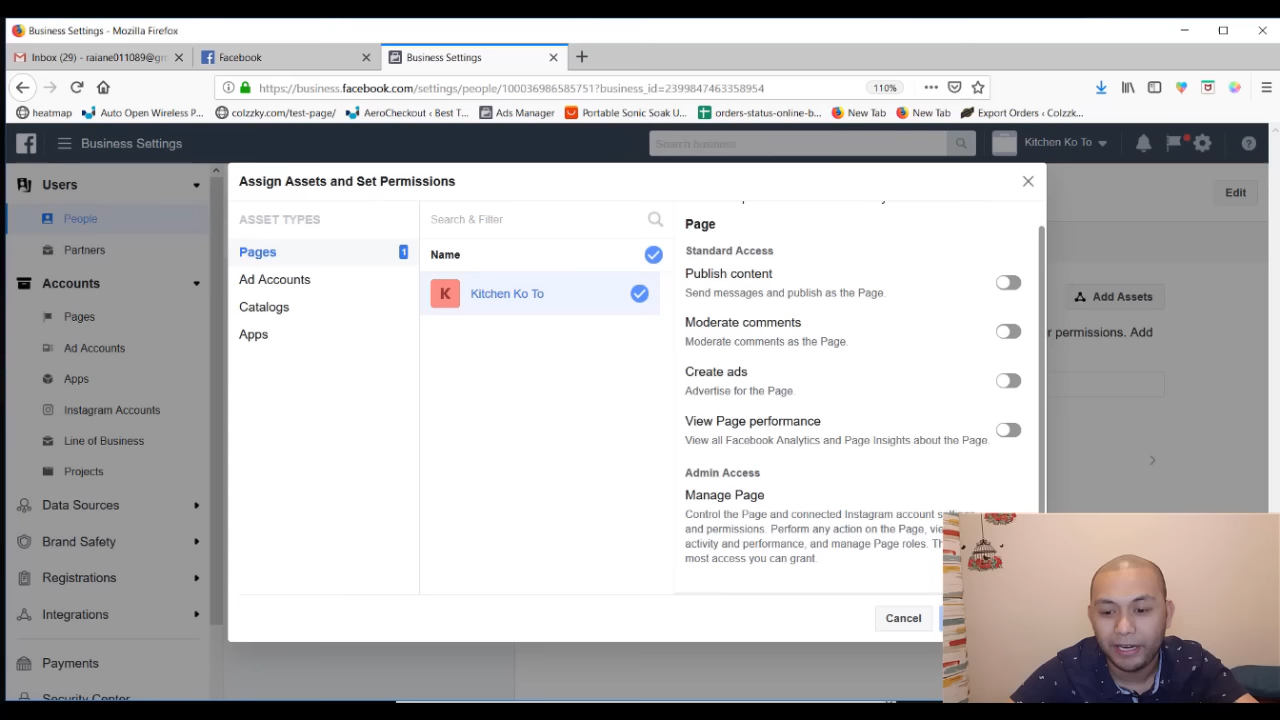 Business Settings - Mozilla Firefox
Inbox (29) - raiane011089@gm
Facebook
Business Settings
https://business.facebook.com/settings/people/100036986585751?business_id=2399847463358954
110%
heatmap
Auto Open Wireless P...
colzzky.com/test-page/
AeroCheckout ‹ Best T...
Ads Manager
Portable Sonic Soak U...
orders-status-online-b...
New Tab
New Tab
Export Orders ‹ Colzzk...
Business Settings
Search business
Kitchen Ko To
Users
People
Partners
Accounts
Pages
Ad Accounts
Apps
Instagram Accounts
Line of Business
Projects
Data Sources
Brand Safety
Registrations
Integrations
Payments
Security Center
Assign Assets and Set Permissions
ASSET TYPES
Pages
1
Ad Accounts
Catalogs
Apps
Search & Filter
Name
K
Kitchen Ko To
Page
Standard Access
Publish content
Send messages and publish as the Page.
Moderate comments
Moderate comments as the Page.
Create ads
Advertise for the Page.
View Page performance
View all Facebook Analytics and Page Insights about the Page.
Admin Access
Manage Page
Control the Page and connected Instagram account
and permissions. Perform any action on the Page,
activity and performance, and manage Page roles.
most access you can grant.
Cancel
Edit
Add Assets
r permissions. Add